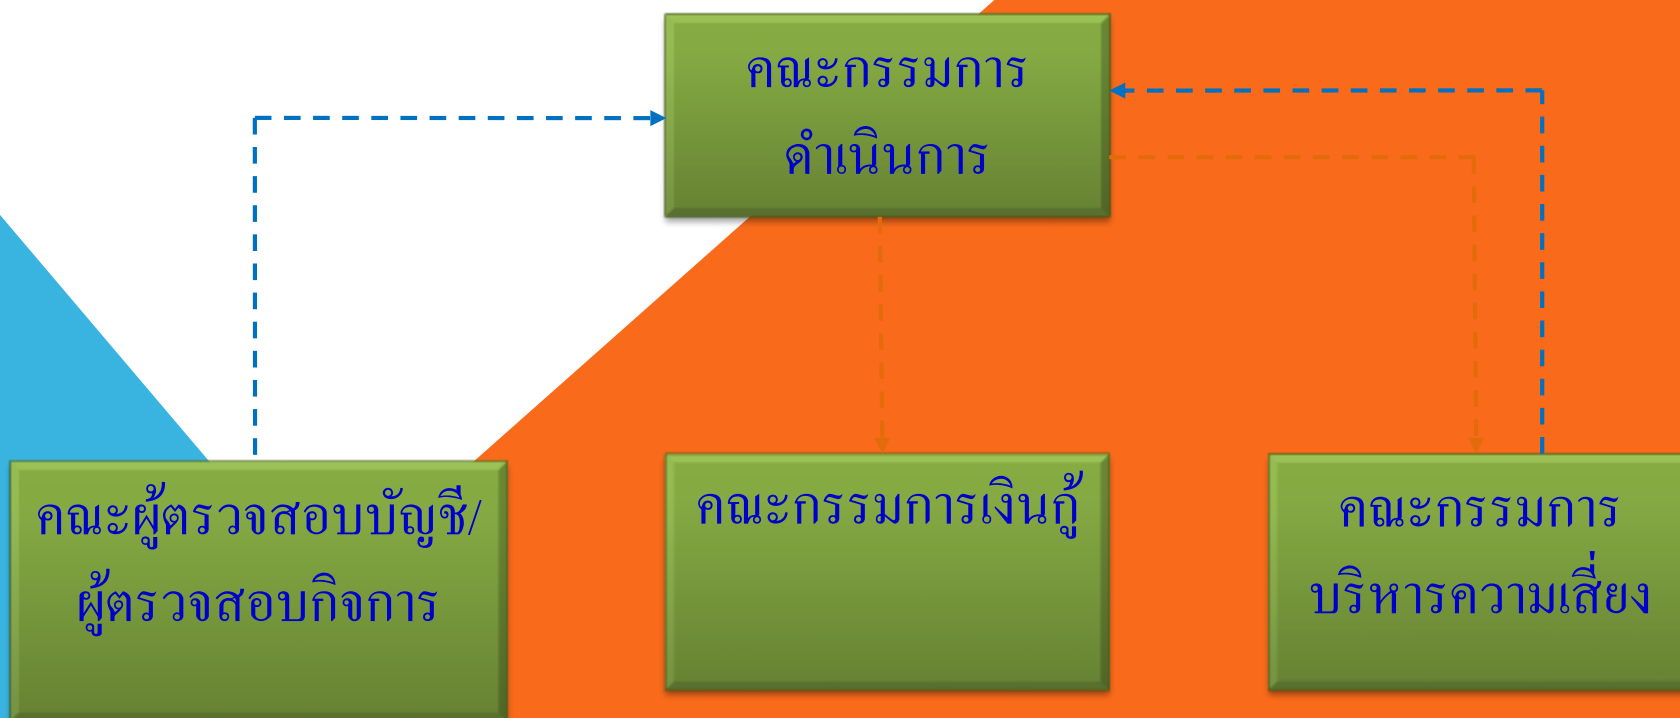 คณะกรรมการ
ดำเนินการ
คณะผู้ตรวจสอบบัญชี/
ผู้ตรวจสอบกิจการ
คณะกรรมการเงินกู้
คณะกรรมการ
บริหารความเสี่ยง